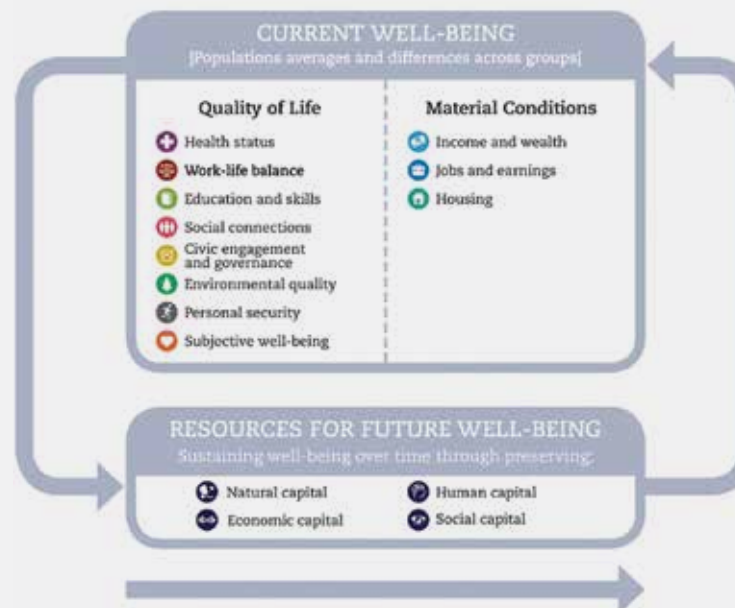 CURRENT WELL-BEING
[Populations averages and differences across groups]
Quality of Life
Health status
Work-life balance
Education and skills
Social connections
Civic engagement
and governance
Environmental quality
Personal security
Subjective well-being
Material Conditions
Income and wealth
Jobs and earnings
Housing
RESOURCES FOR FUTURE WELL-BEING
Sustaining well-being over time through preserving:
Natural capital
Economic capital
Human capital
Social capital